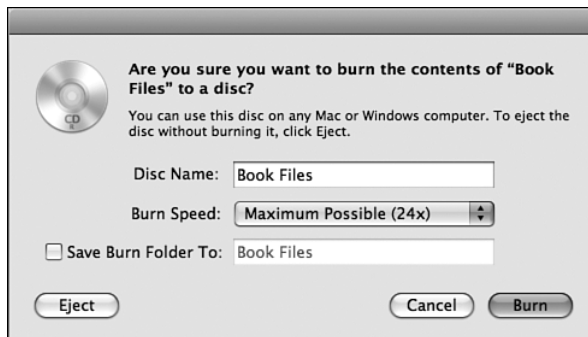 CD
R
Are you sure you want to burn the contents of “Book
Files” to a disc?
You can use this disc on any Mac or Windows computer. To eject the
disc without burning it, click Eject.
Disc Name: Book Files
Burn Speed: Maximum Possible (24x)
Save Burn Folder To: Book Files
Eject Cancel Burn